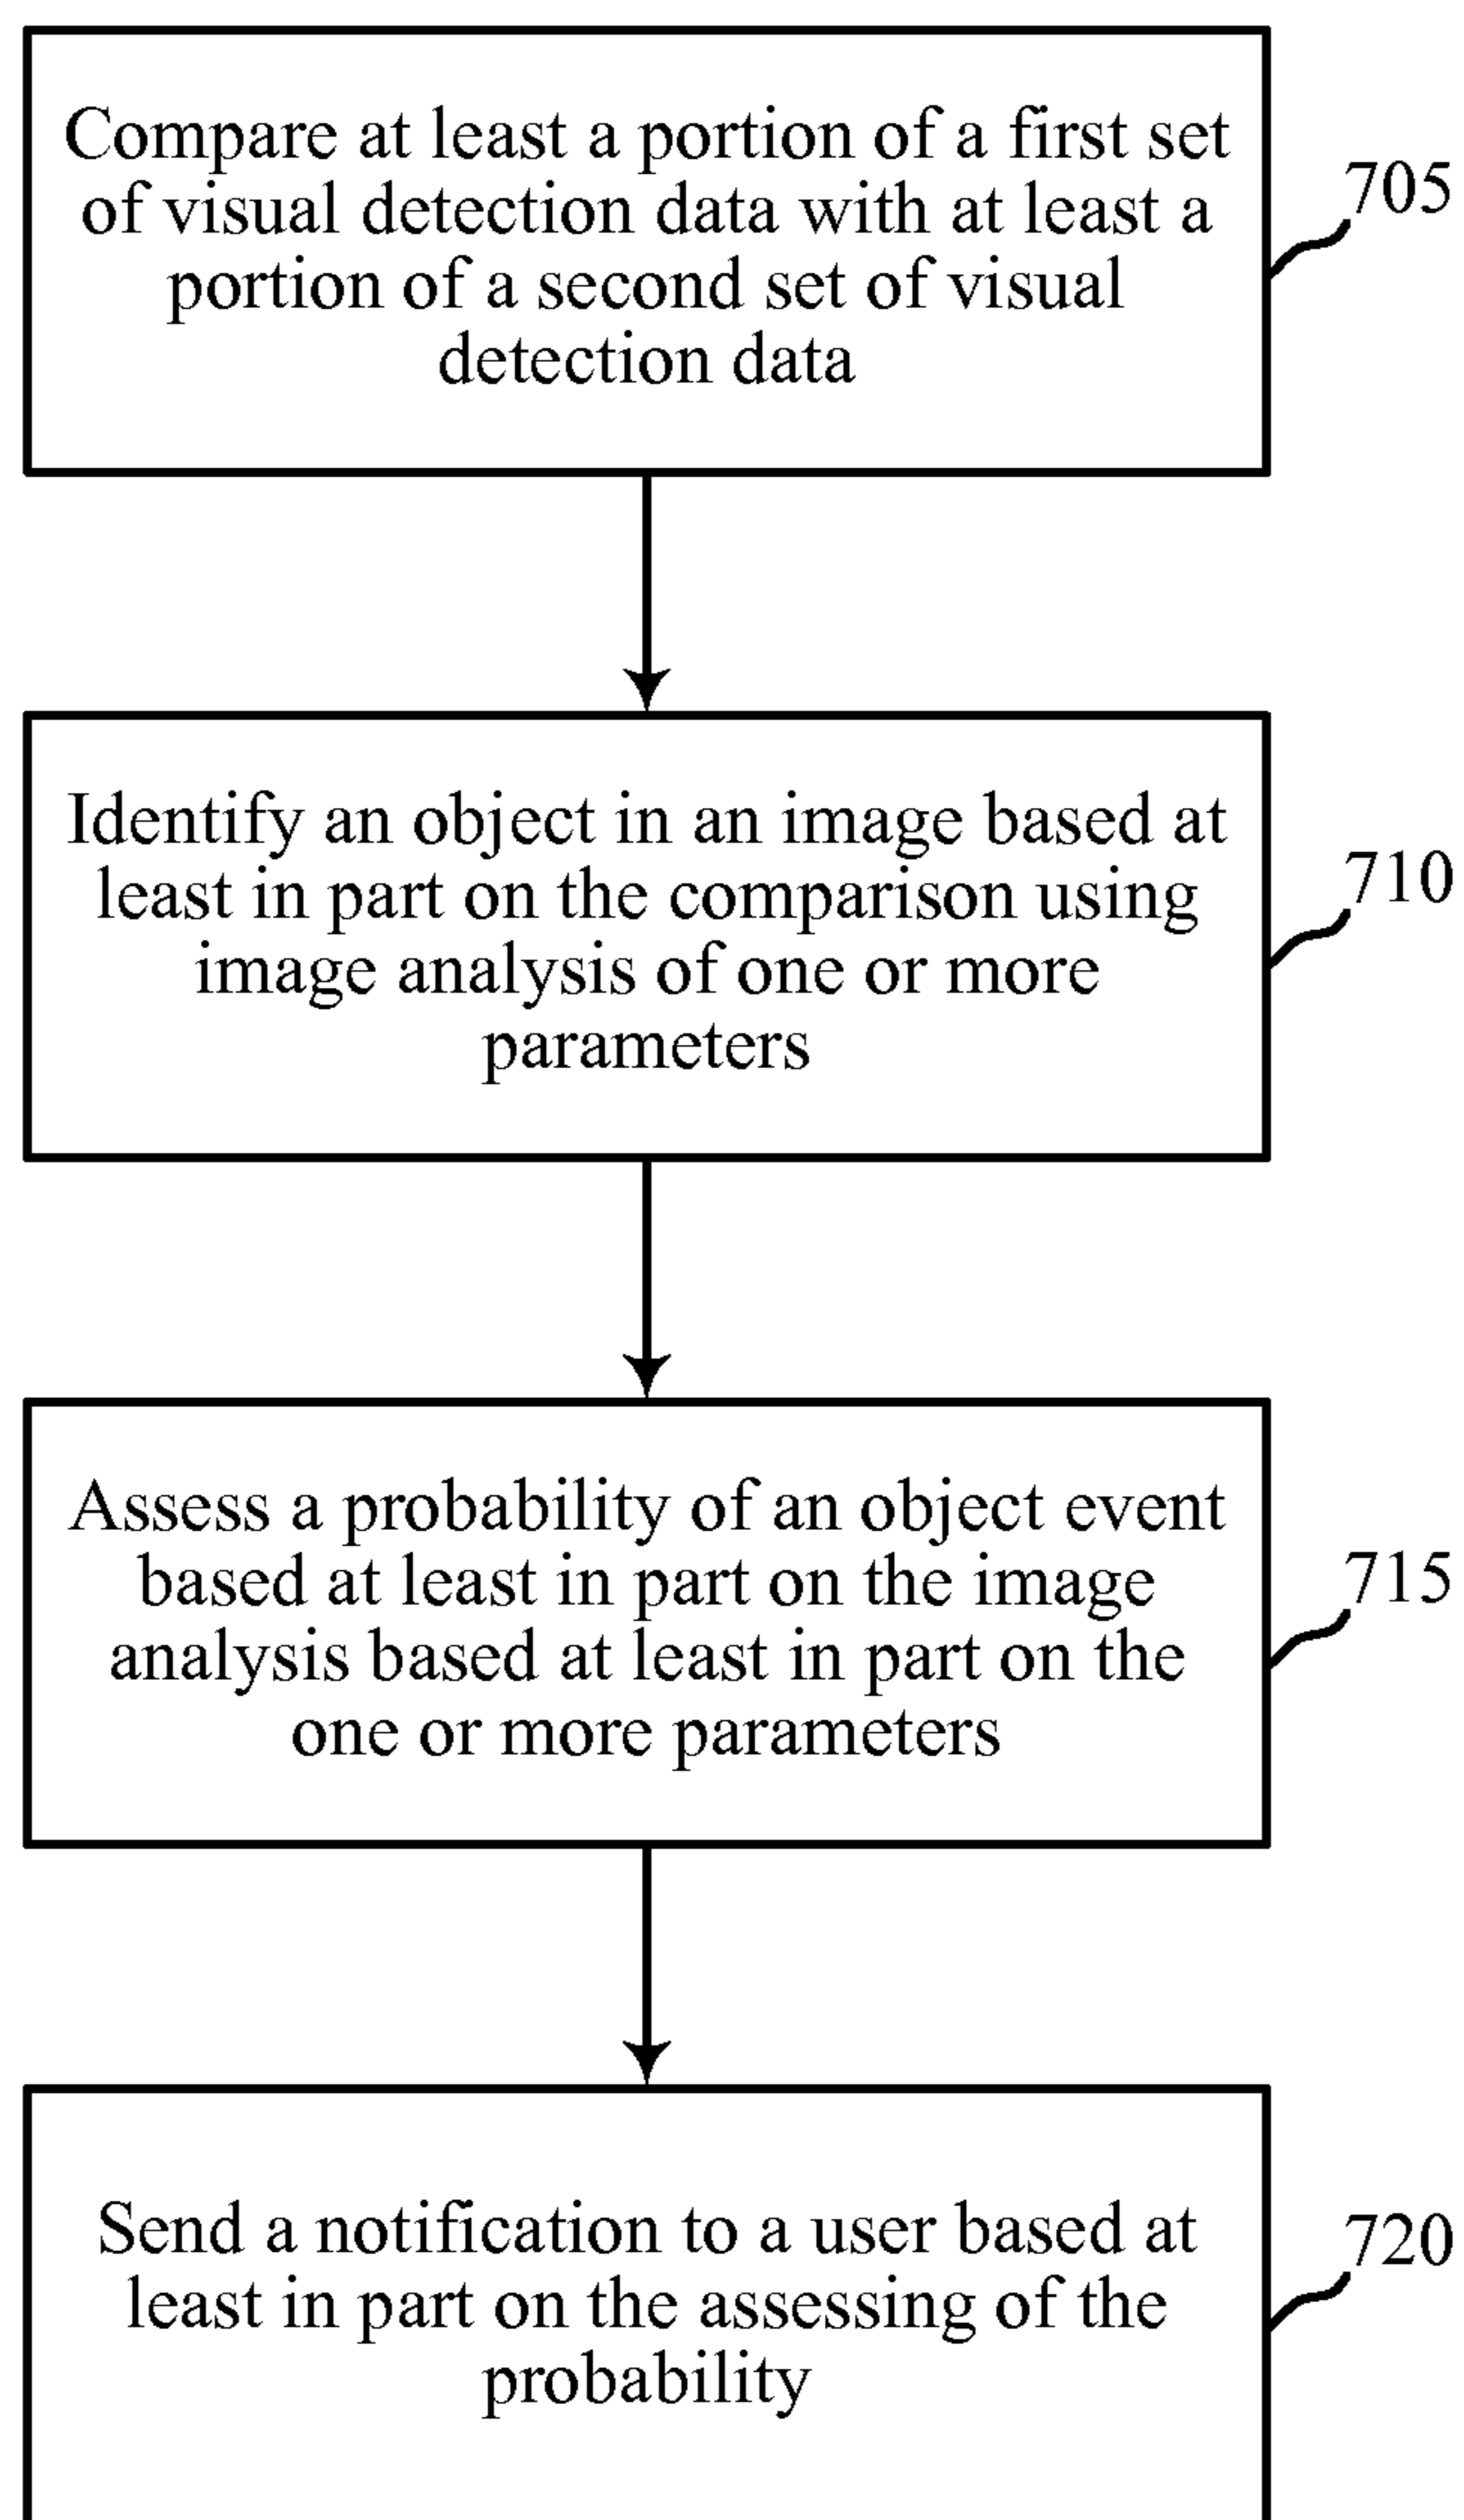 Compare at least a portion of a first set
of visual detection data with at least a
portion of a second set of visual
detection data
705
Identify an object in an image based at
least in part on the comparison using
image analysis of one or more
parameters
710
Assess a probability of an object event
based at least in part on the image
analysis based at least in part on the
one or more parameters
715
Send a notification to a user based at
least in part on the assessing of the
probability
720